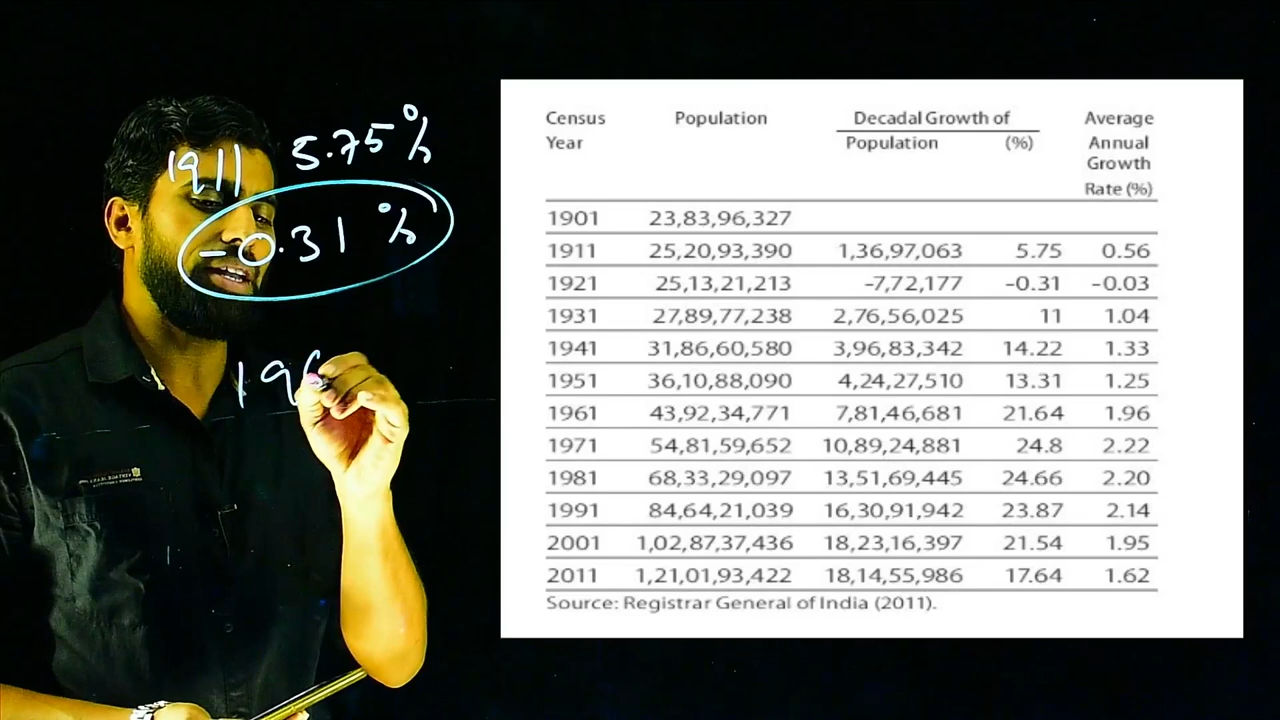 1911 5.75%
-0.31 %
196
Census Population Decadal Growth of Average
Year Population (%) Annual
Growth
Rate (%)
1901 23,83,96,327
1911 25,20,93,390 1,36,97,063 5.75 0.56
1921 25,13,21,213 -7,72,177 -0.31 -0.03
1931 27,89,77,238 2,76,56,025 11 1.04
1941 31,86,60,580 3,96,83,342 14.22 1.33
1951 36,10,88,090 4,24,27,510 13.31 1.25
1961 43,92,34,771 7,81,46,681 21.64 1.96
1971 54,81,59,652 10,89,24,881 24.8 2.22
1981 68,33,29,097 13,51,69,445 24.66 2.20
1991 84,64,21,039 16,30,91,942 23.87 2.14
2001 1,02,87,37,436 18,23,16,397 21.54 1.95
2011 1,21,01,93,422 18,14,55,986 17.64 1.62
Source: Registrar General of India (2011).